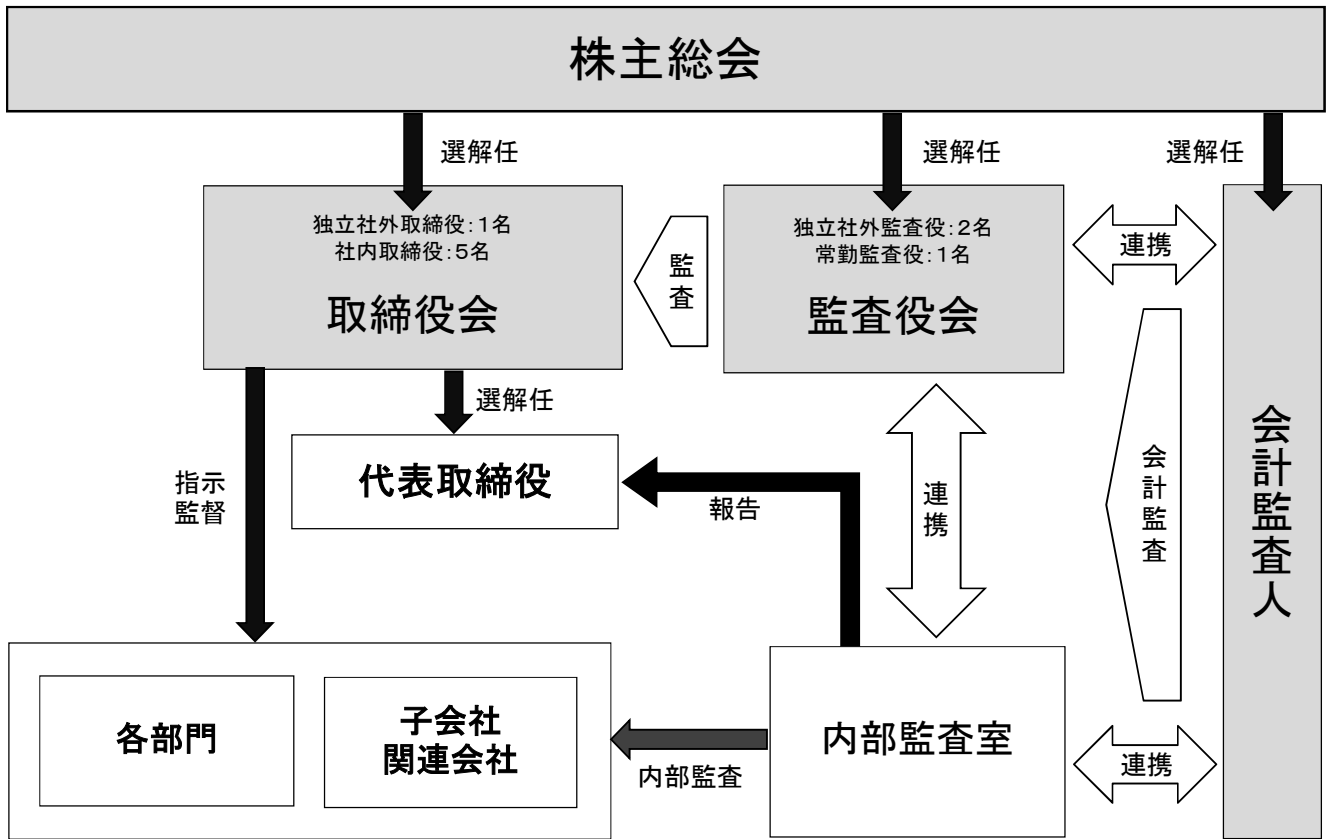 株主総会
選解任
選解任
選解任
独立社外取締役:1名
社内取締役:5名
取締役会
監査
独立社外監査役:2名
常勤監査役:1名
監査役会
連携
会計監査人
選解任
代表取締役
指示
監督
報告
連携
会計監査
各部門
子会社
関連会社
内部監査
内部監査室
連携